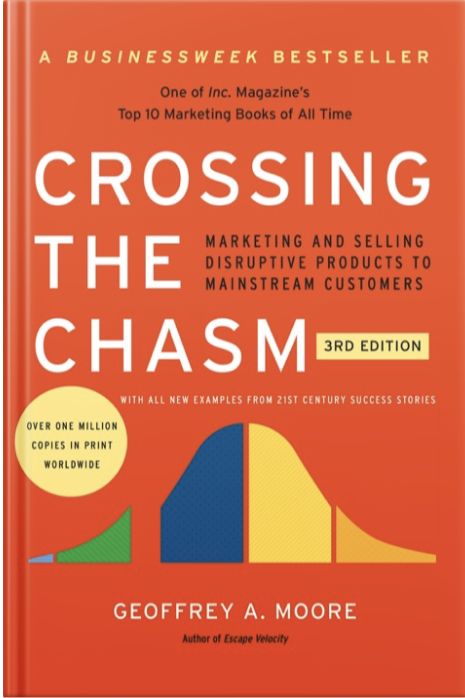 A BUSINESSWEEK BESTSELLER
One of Inc. Magazine's
Top 10 Marketing Books of All Time
CROSSING
THE
MARKETING AND SELLING
DISRUPTIVE PRODUCTS TO
MAINSTREAM CUSTOMERS
CHASM
3RD EDITION
WITH ALL NEW EXAMPLES FROM 21ST CENTURY SUCCESS STORIES
OVER ONE MILLION
COPIES IN PRINT
WORLDWIDE
GEOFFREY A. MOORE
Author of Escape Velocity